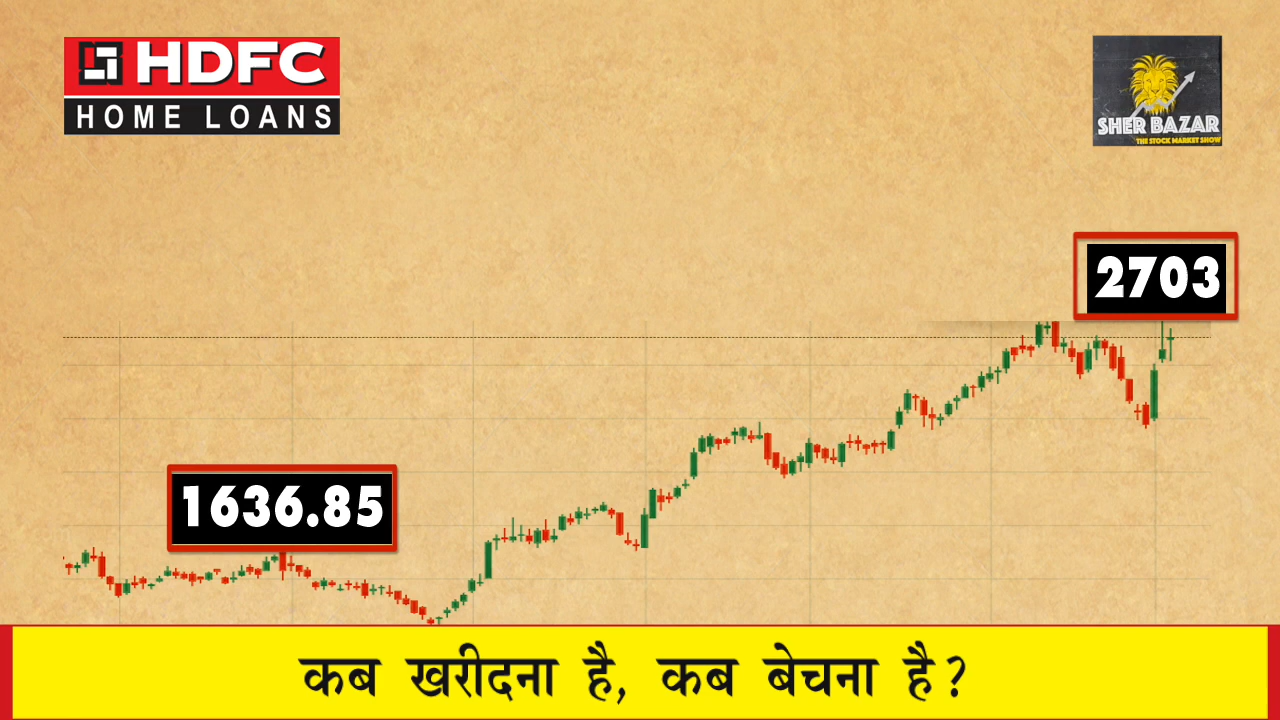 HDFC
HOME LOANS
SHER BAZAR
THE STOCK MARKET SHOW
2703
1636.85
कब खरीदना है, कब बेचना है?